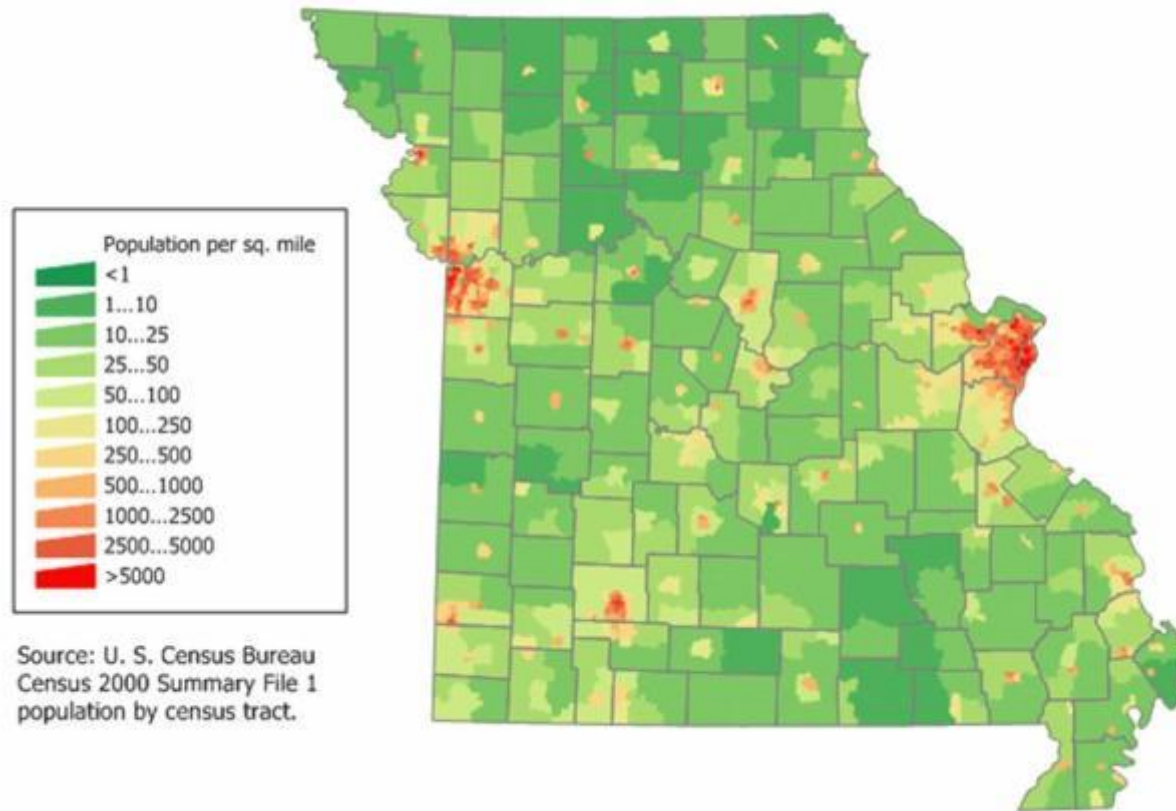 Population per sq. mile
<1
1...10
10...25
25...50
50...100
100...250
250...500
500...1000
1000...2500
2500...5000
>5000
Source: U. S. Census Bureau
Census 2000 Summary File 1
population by census tract.